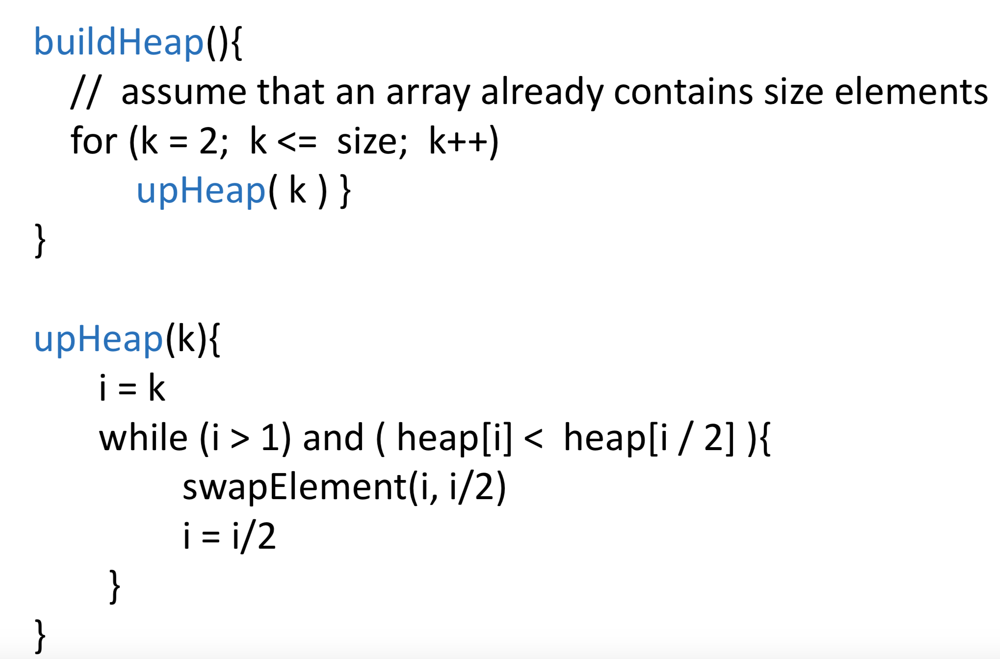 buildHeap(){
// assume that an array already contains size elements
for (k = 2; k <= size; k++)
upHeap( k ) }
}
upHeap(k){
i = k
while (i > 1) and ( heap[i] < heap[i / 2] ){
swapElement(i, i/2)
i = i/2
}
}